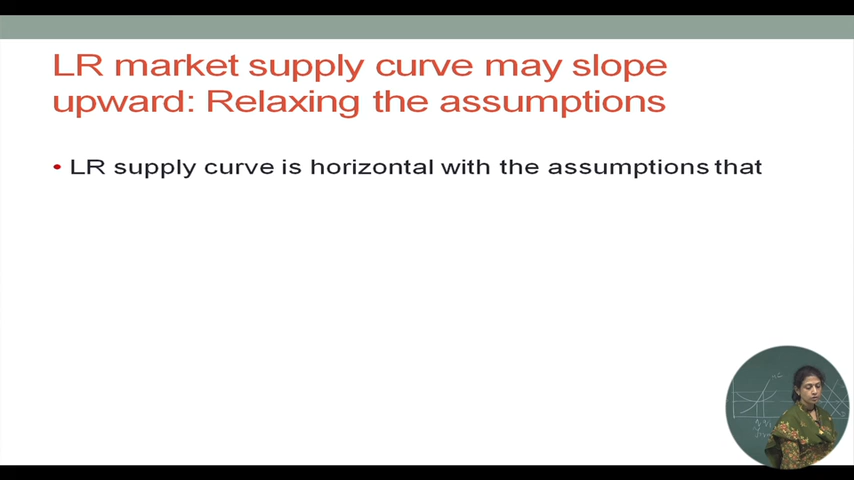 LR market supply curve may slope
upward: Relaxing the assumptions
• LR supply curve is horizontal with the assumptions that